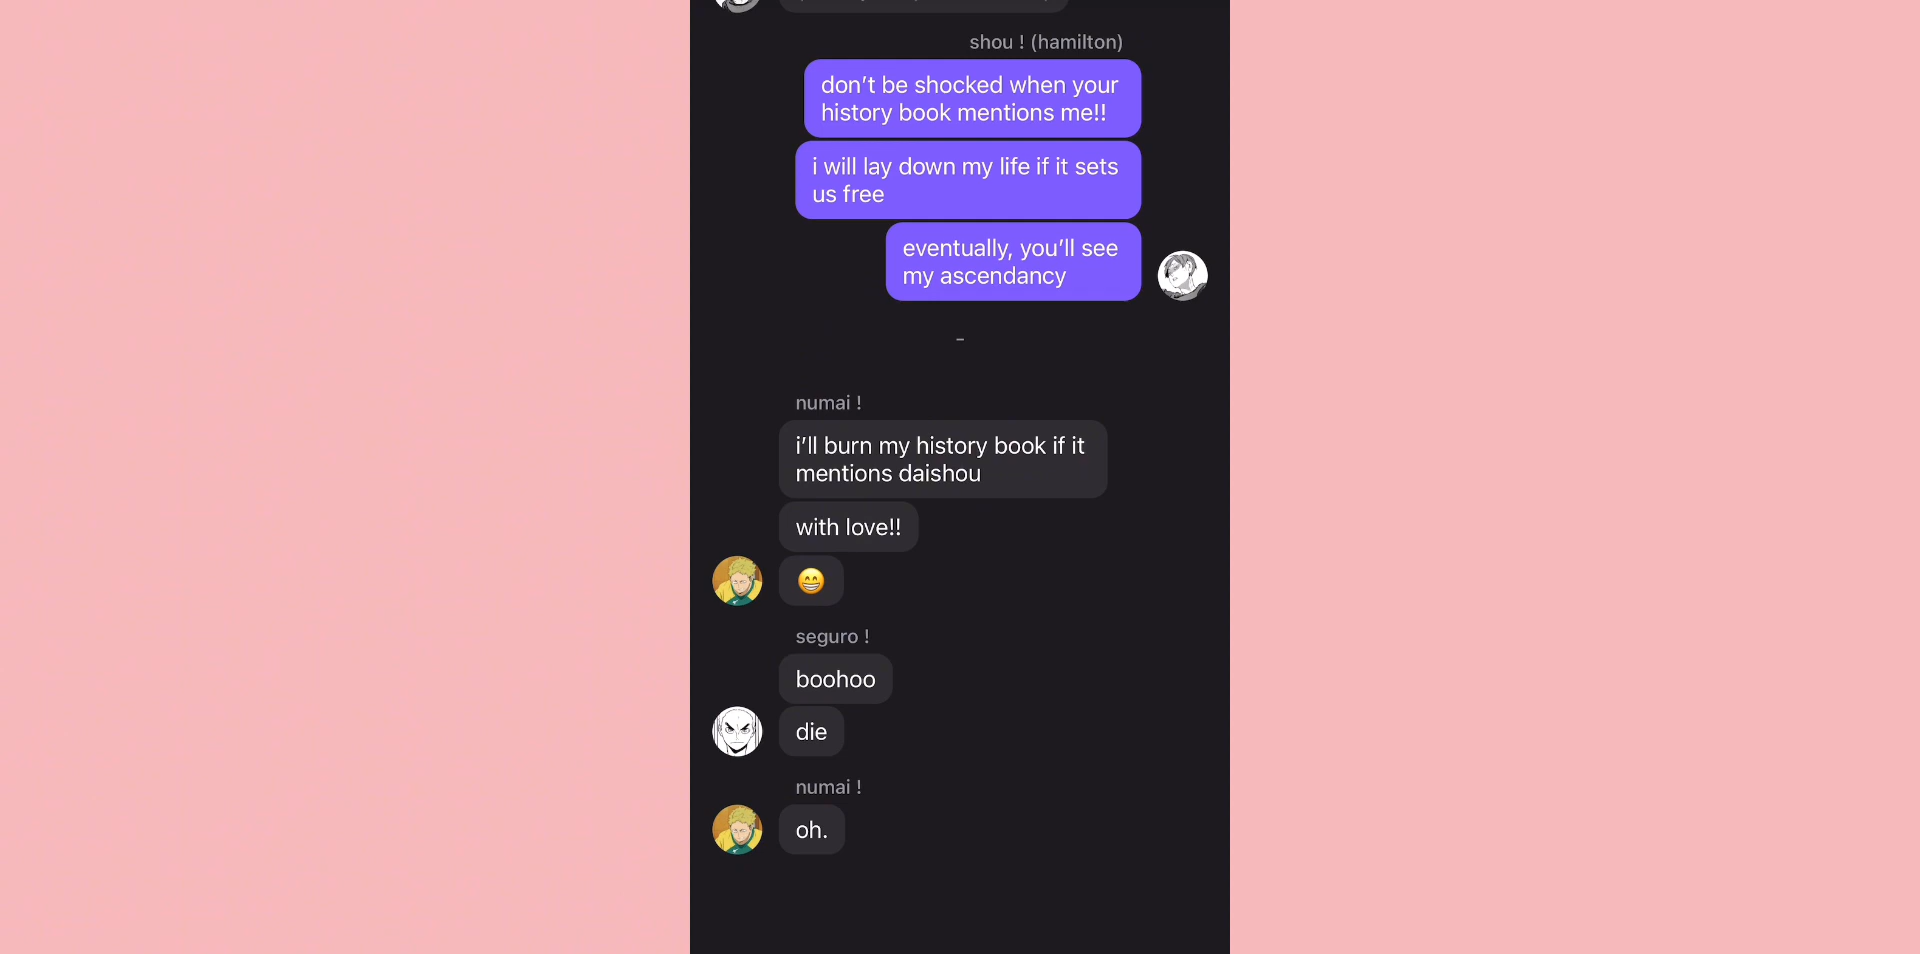 shou ! (hamilton)
don’t be shocked when your
history book mentions me!!
i will lay down my life if it sets
us free
eventually, you’ll see
my ascendancy
-
numai !
i’ll burn my history book if it
mentions daishou
with love!!
😁
seguro !
boohoo
die
numai !
oh.